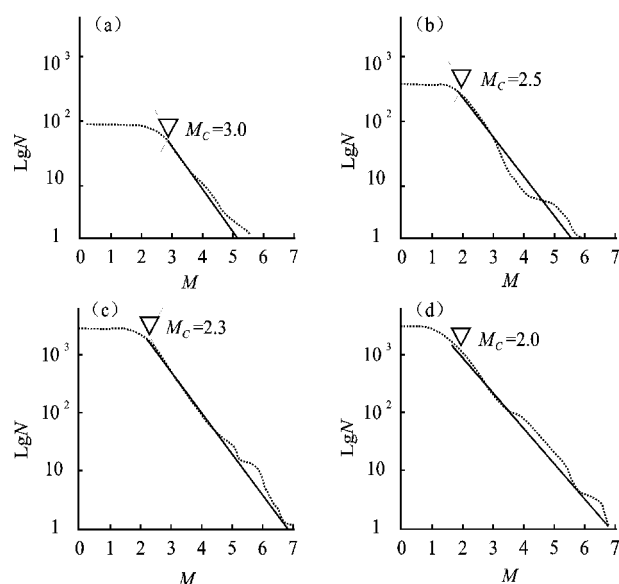 (a)
10³
10²
10
1
LgN
M_C=3.0
0 1 2 3 4 5 6 7
M
(b)
10³
10²
10
1
LgN
M_C=2.5
0 1 2 3 4 5 6 7
M
(c)
10³
10²
10
1
LgN
M_C=2.3
0 1 2 3 4 5 6 7
M
(d)
10³
10²
10
1
LgN
M_C=2.0
0 1 2 3 4 5 6 7
M